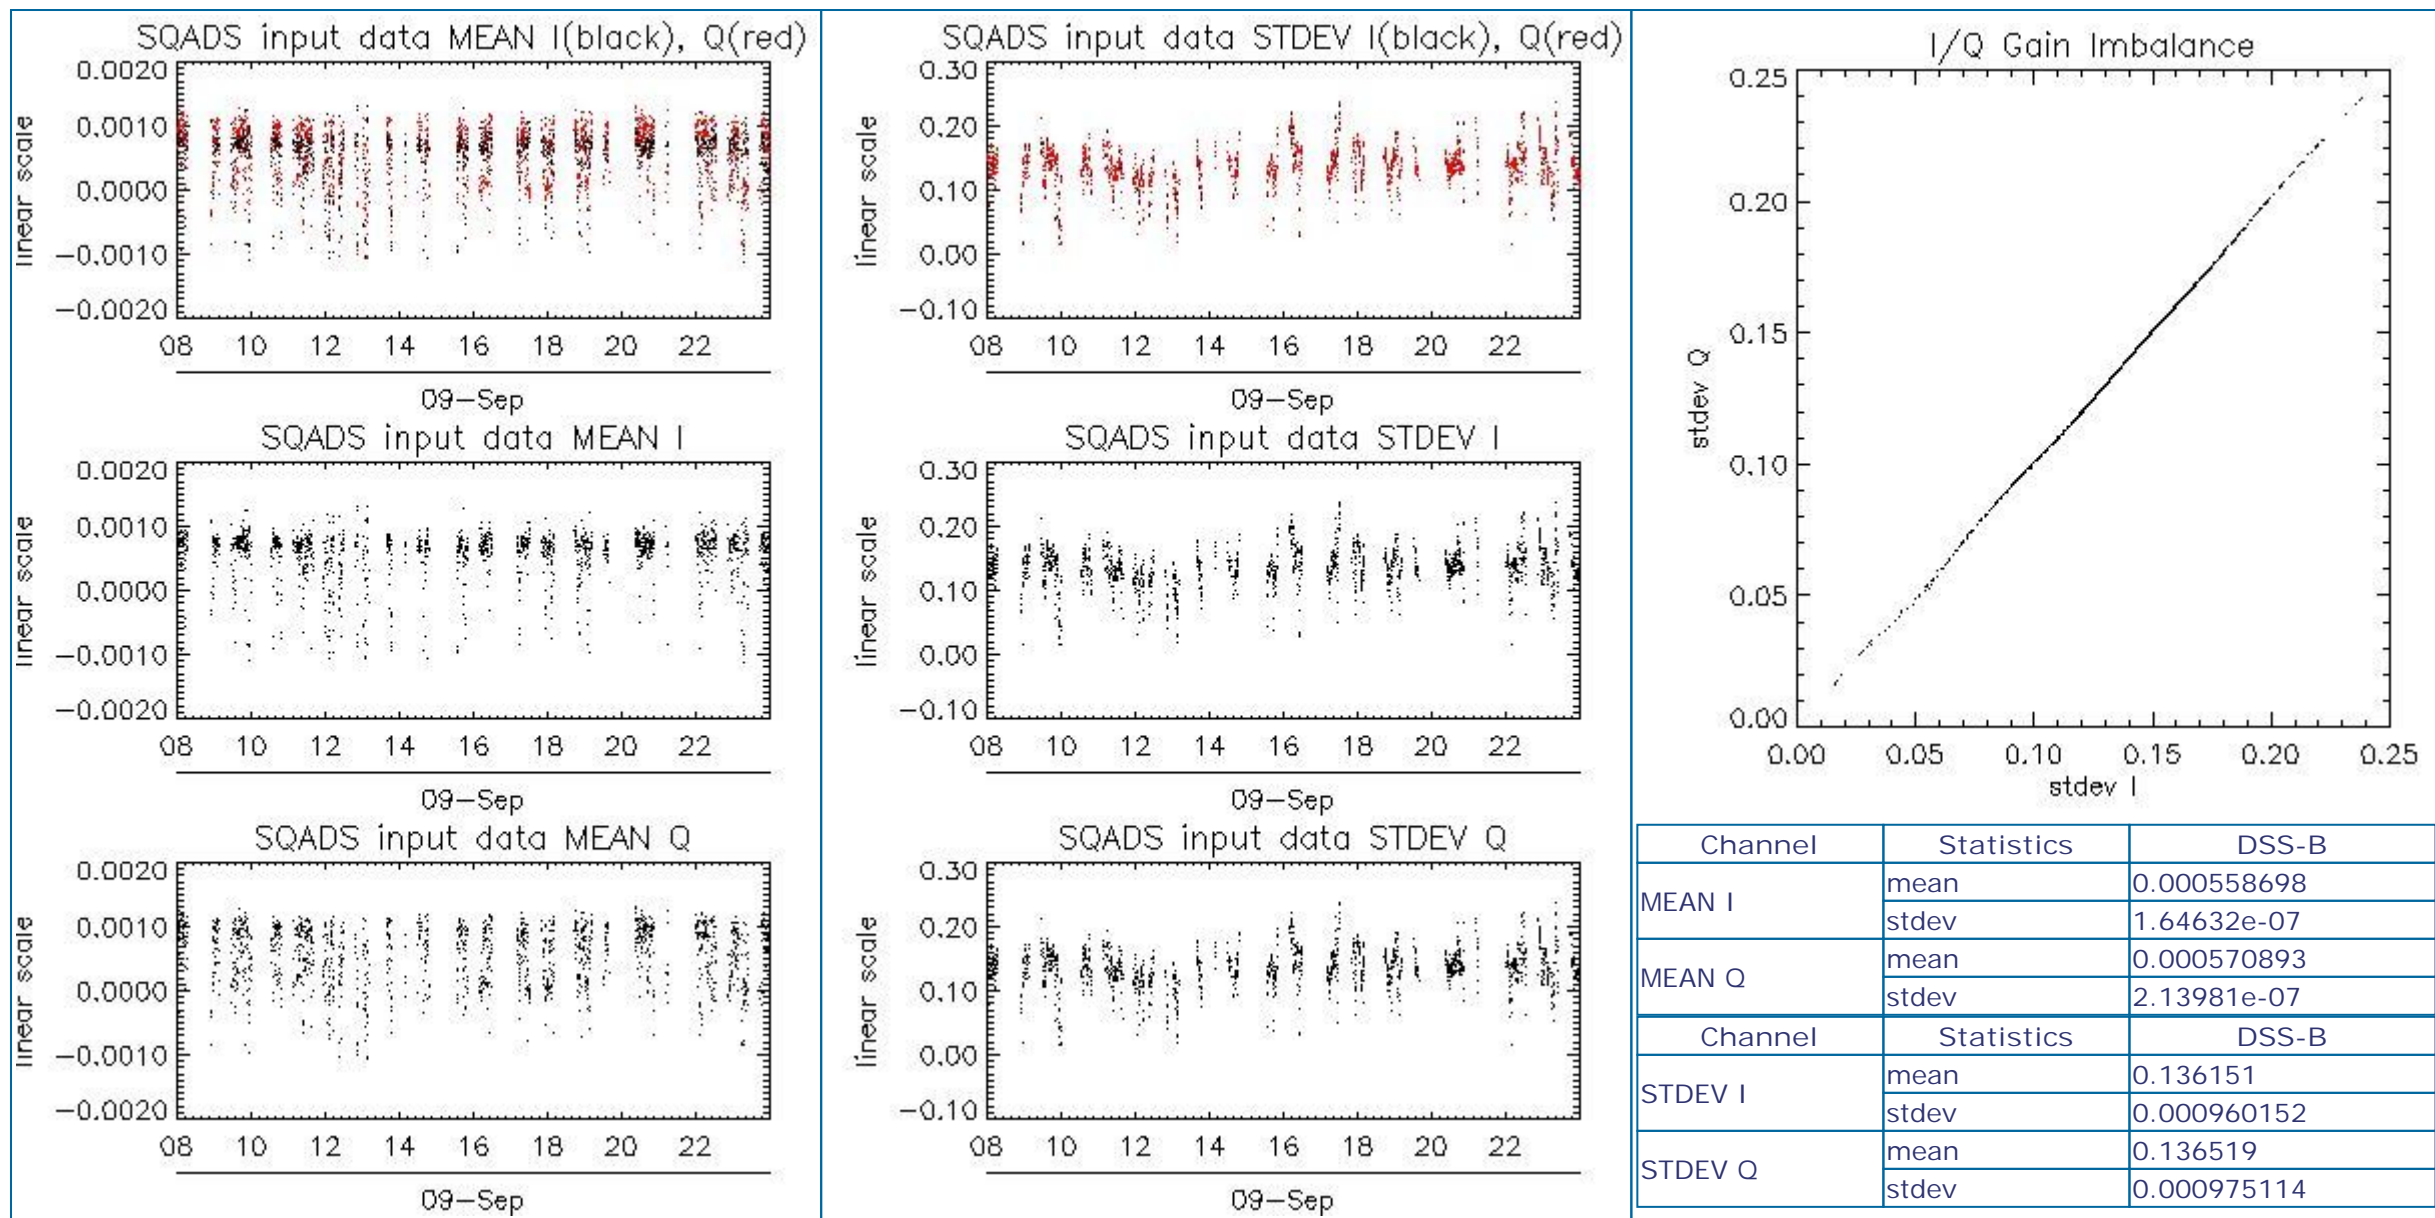 SQADS input data MEAN I(black), Q(red)
0.0020
0.0010
0.0000
-0.0010
-0.0020
linear scale
08 10 12 14 16 18 20 22
09-Sep
SQADS input data MEAN I
0.0020
0.0010
0.0000
-0.0010
-0.0020
linear scale
08 10 12 14 16 18 20 22
09-Sep
SQADS input data MEAN Q
0.0020
0.0010
0.0000
-0.0010
-0.0020
linear scale
08 10 12 14 16 18 20 22
09-Sep
SQADS input data STDEV I(black), Q(red)
0.30
0.20
0.10
0.00
-0.10
linear scale
08 10 12 14 16 18 20 22
09-Sep
SQADS input data STDEV I
0.30
0.20
0.10
0.00
-0.10
linear scale
08 10 12 14 16 18 20 22
09-Sep
SQADS input data STDEV Q
0.30
0.20
0.10
0.00
-0.10
linear scale
08 10 12 14 16 18 20 22
09-Sep
I/Q Gain Imbalance
0.25
0.20
0.15
0.10
0.05
0.00
stdev Q
0.00 0.05 0.10 0.15 0.20 0.25
stdev I
Channel Statistics DSS-B
MEAN I mean 0.000558698
stdev 1.64632e-07
MEAN Q mean 0.000570893
stdev 2.13981e-07
Channel Statistics DSS-B
STDEV I mean 0.136151
stdev 0.000960152
STDEV Q mean 0.136519
stdev 0.000975114